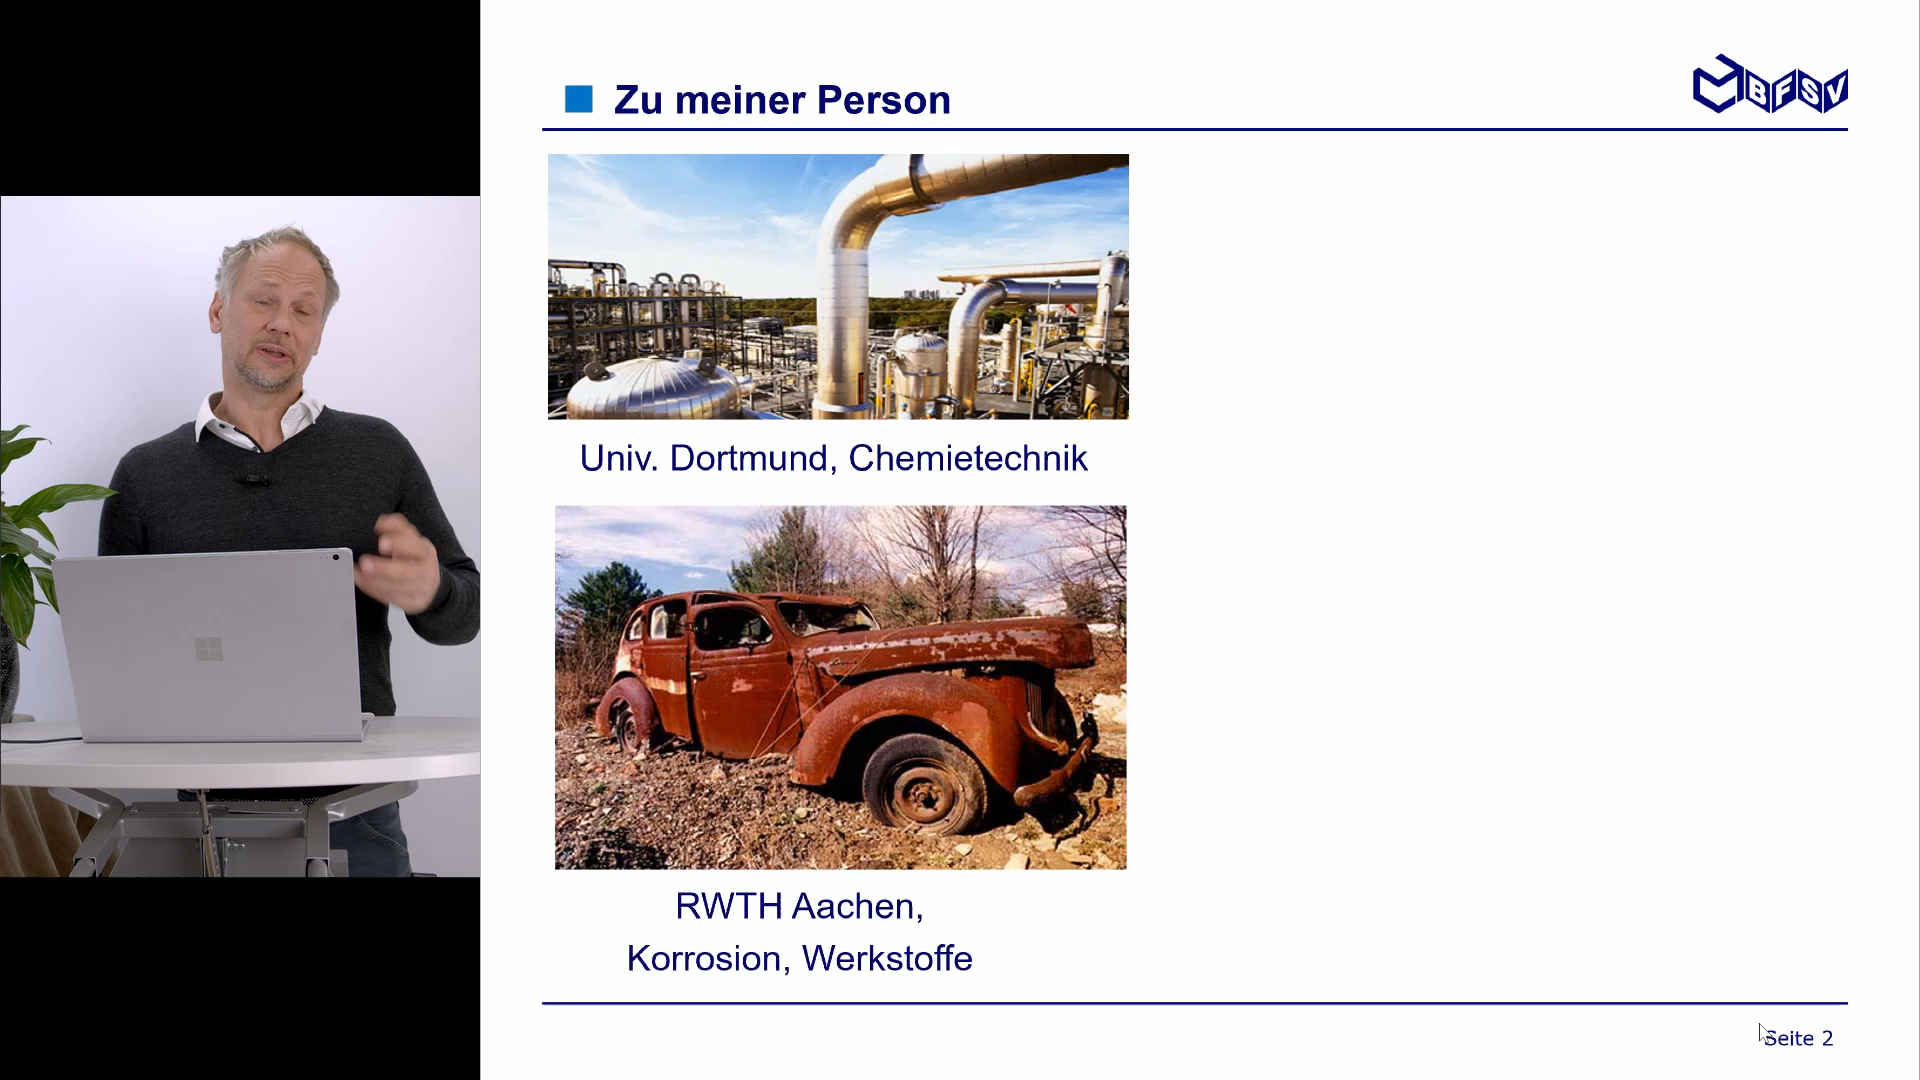 Zu meiner Person
BFSV
Univ. Dortmund, Chemietechnik
RWTH Aachen,
Korrosion, Werkstoffe
Seite 2